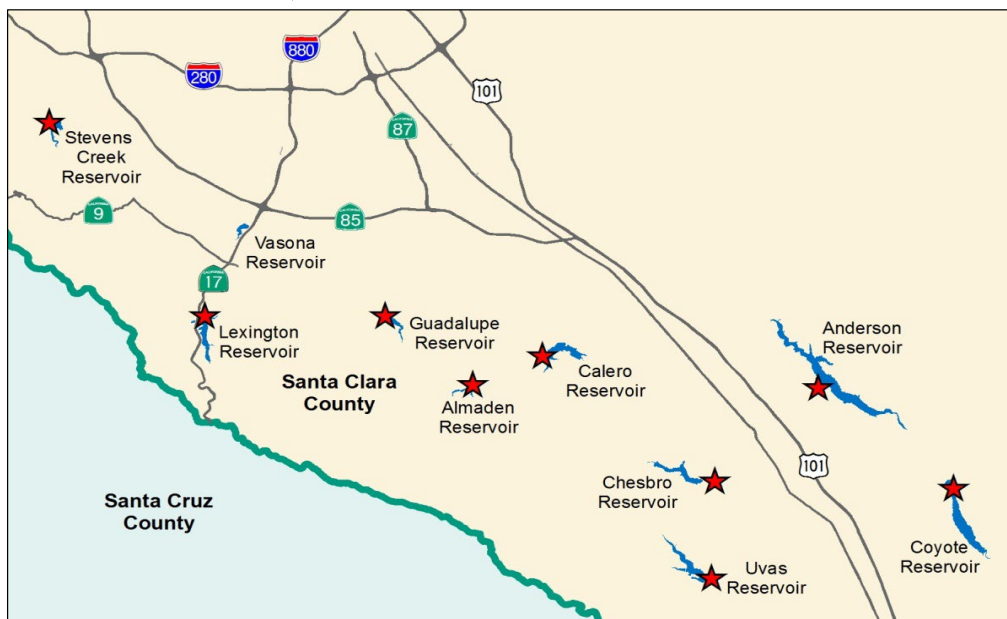 280
880
101
87
Stevens
Creek
Reservoir
9
85
Vasona
Reservoir
CALIFORNIA
17
Lexington
Reservoir
Guadalupe
Reservoir
Anderson
Reservoir
Santa Clara
County
Calero
Reservoir
Almaden
Reservoir
101
Chesbro
Reservoir
Santa Cruz
County
Coyote
Reservoir
Uvas
Reservoir